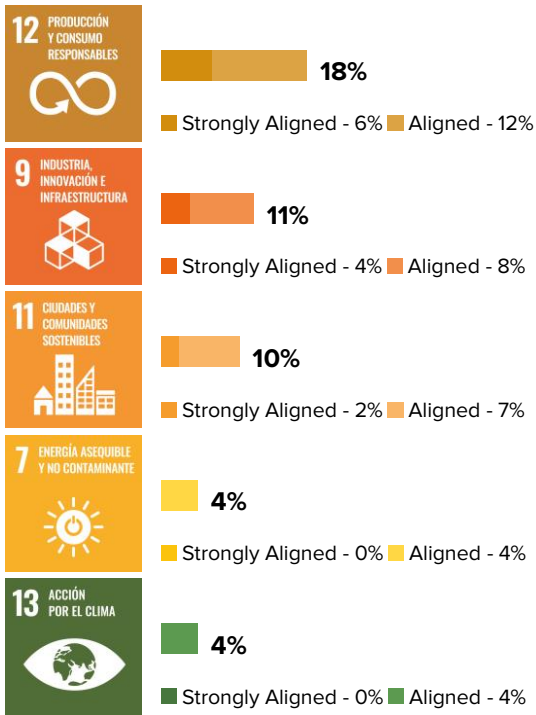 12 PRODUCCIÓN
Y CONSUMO
RESPONSABLES
18%
Strongly Aligned - 6% Aligned - 12%
9 INDUSTRIA,
INNOVACIÓN E
INFRAESTRUCTURA
11%
Strongly Aligned - 4% Aligned - 8%
11 CIUDADES Y
COMUNIDADES
SOSTENIBLES
10%
Strongly Aligned - 2% Aligned - 7%
7 ENERGÍA ASEQUIBLE
Y NO CONTAMINANTE
4%
Strongly Aligned - 0% Aligned - 4%
13 ACCIÓN
POR EL CLIMA
4%
Strongly Aligned - 0% Aligned - 4%